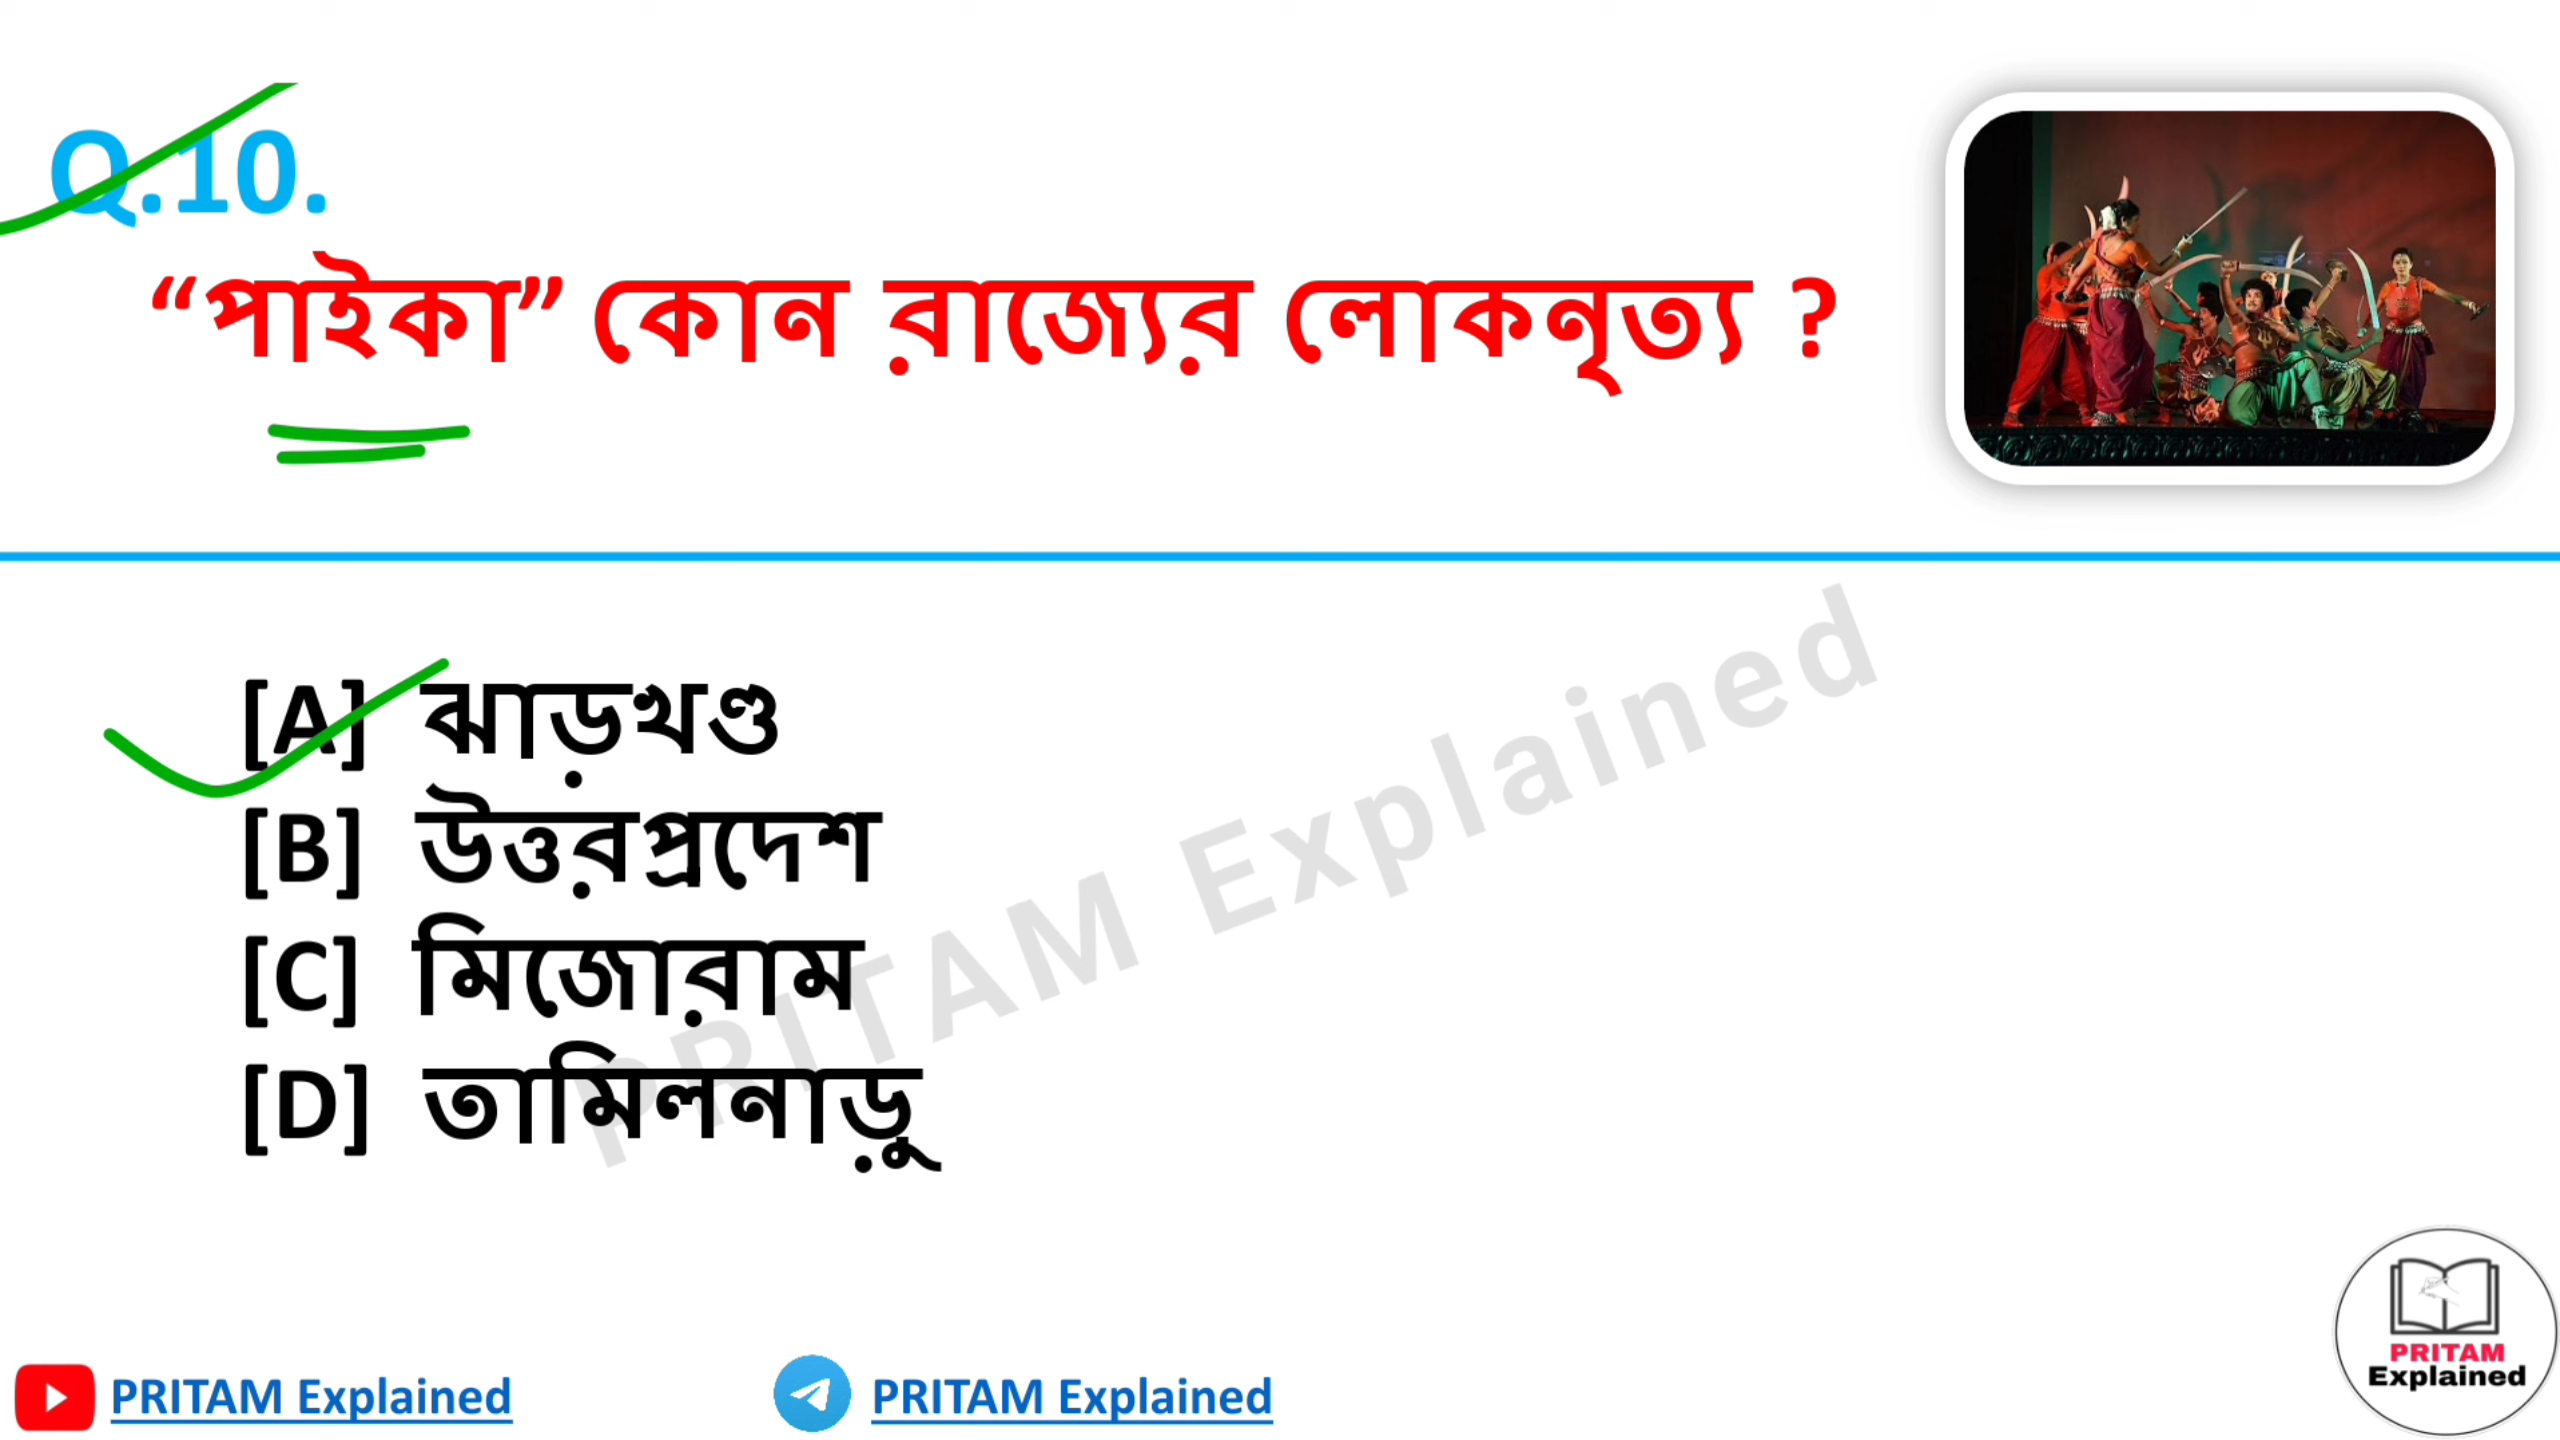 Q.10.
“পাইকা” কোন রাজ্যের লোকনৃত্য ?
[A] ঝাড়খণ্ড
[B] উত্তরপ্রদেশ
[C] মিজোরাম
[D] তামিলনাড়ু
PRITAM Explained
PRITAM Explained
PRITAM Explained
PRITAM
Explained